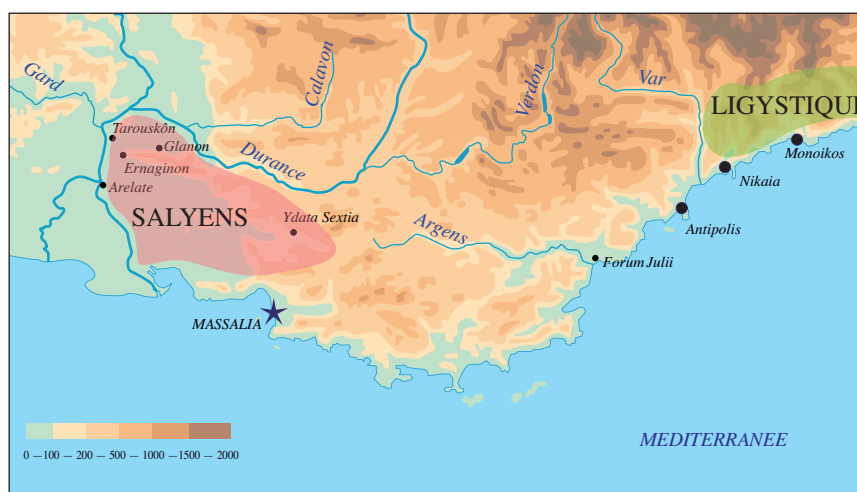 Gard
Calavon
Verdon
Var
LIGYSTIQUE
Tarouskôn
Glanon
Durance
Monoikos
Ernaginon
Nikaia
Arelate
SALYENS
Ydata Sextia
Argens
Antipolis
Forum Julii
MASSALIA
MEDITERRANEE
0 – 100 – 200 – 500 – 1000 – 1500 – 2000